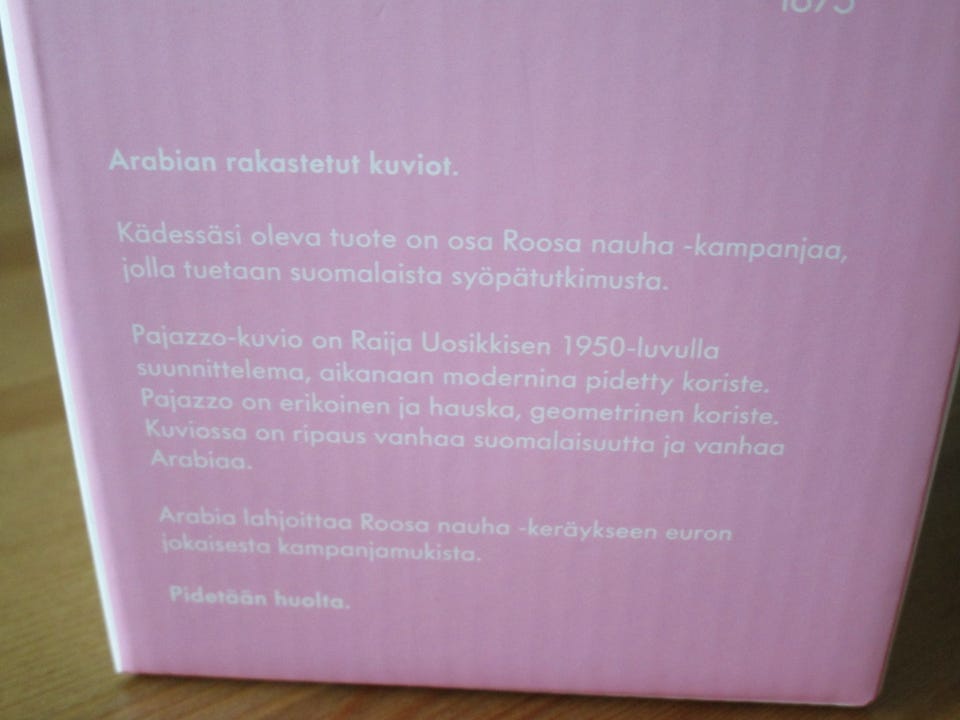 1873
Arabian rakastetut kuviot.
Kädessäsi oleva tuote on osa Roosa nauha -kampanjaa,
jolla tuetaan suomalaista syöpätutkimusta.
Pajazzo-kuvio on Raija Uosikkisen 1950-luvulla
suunnittelema, aikanaan modernina pidetty koriste.
Pajazzo on erikoinen ja hauska, geometrinen koriste.
Kuviossa on ripaus vanhaa suomalaisuutta ja vanhaa
Arabiaa.
Arabia lahjoittaa Roosa nauha -keräykseen euron
jokaisesta kampanjamukista.
Pidetään huolta.